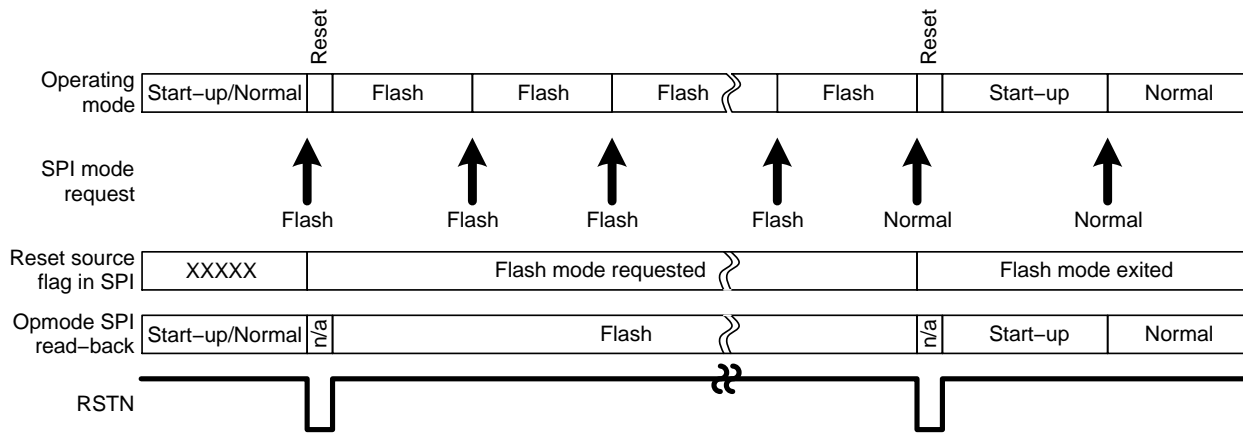 Reset
Reset
Operating
mode
Start−up/Normal
Flash
Flash
Flash
Flash
Start−up
Normal
SPI mode
request
Flash
Flash
Flash
Flash
Normal
Normal
Reset source
flag in SPI
XXXXX
Flash mode requested
Flash mode exited
Opmode SPI
read−back
Start−up/Normal
n/a
Flash
n/a
Start−up
Normal
RSTN